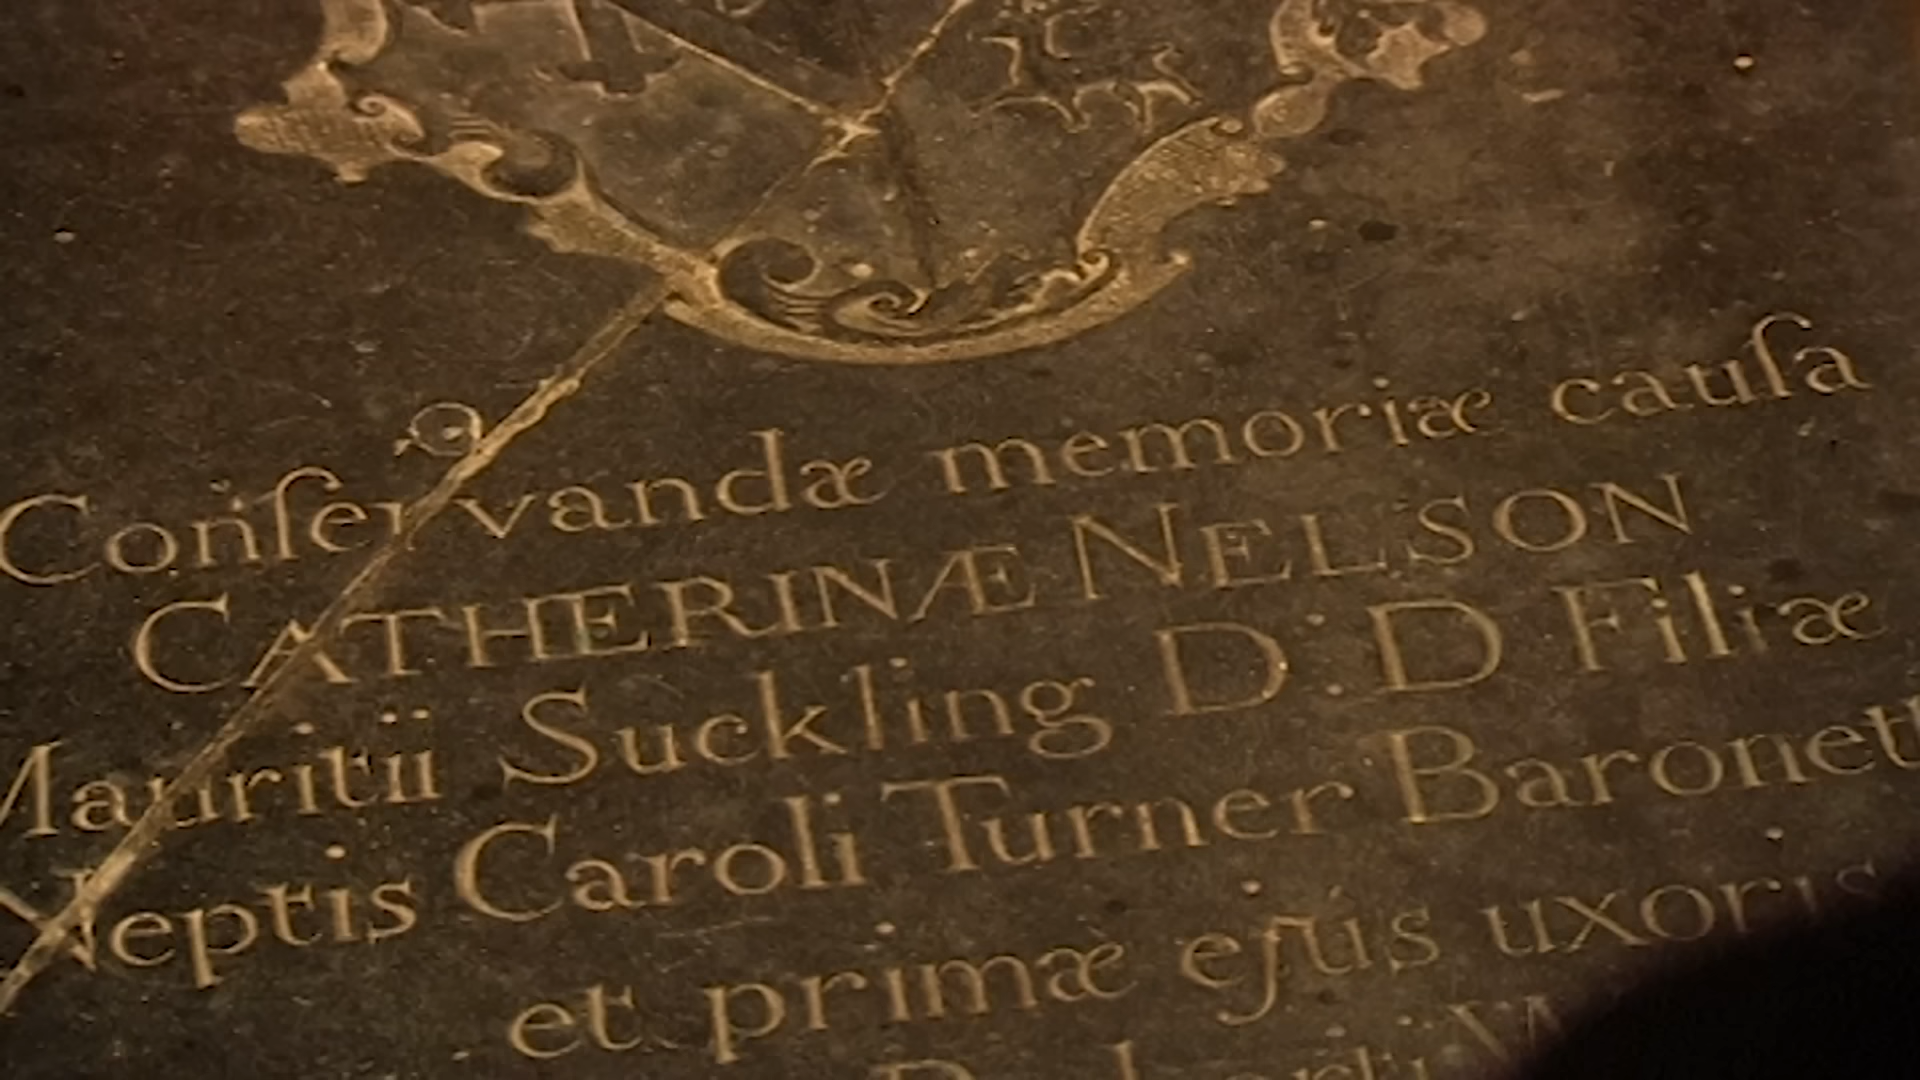 Conſervandæ memoriæ cauſa
CATHERINÆ NELSON
Mauritii Suckling D: D Filiæ
Neptis Caroli Turner Baronett
et primæ ejus uxoris